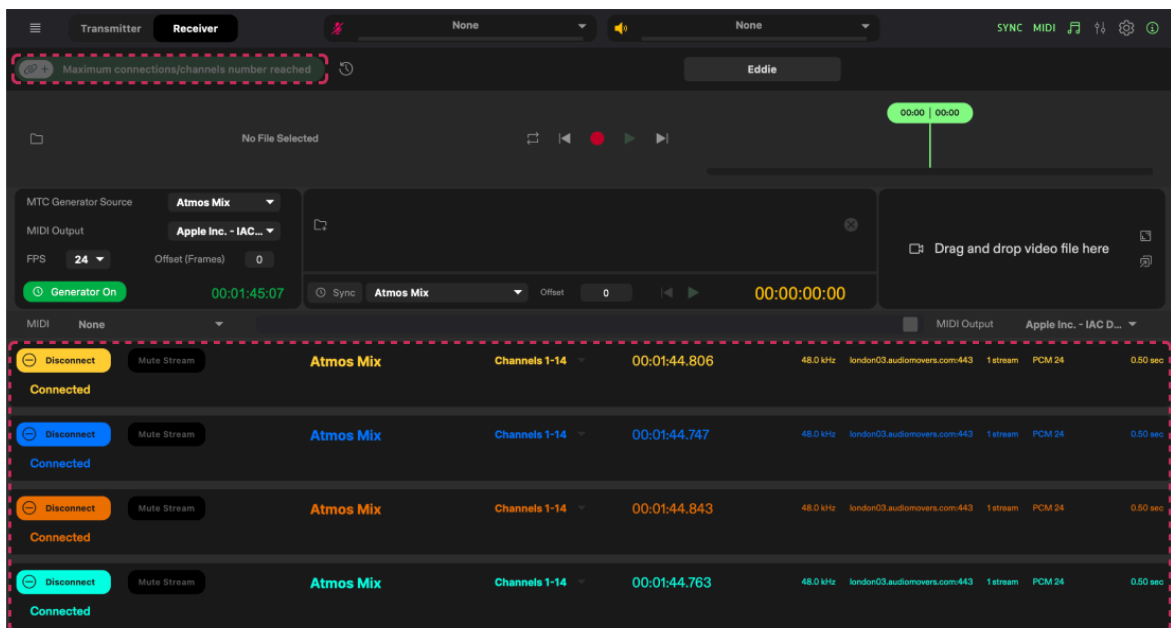 Transmitter Receiver None None SYNC MIDI
Maximum connections/channels number reached Eddie
00:00 | 00:00
No File Selected
MTC Generator Source Atmos Mix
MIDI Output Apple Inc. - IAC...
FPS 24 Offset (Frames) 0
Drag and drop video file here
Generator On 00:01:45:07 Sync Atmos Mix Offset 0 00:00:00:00
MIDI None MIDI Output Apple Inc. - IAC D...
Disconnect Mute Stream Atmos Mix Channels 1-14 00:01:44.806 48.0 kHz london03.audiomovers.com:443 1 stream PCM 24 0.50 sec
Connected
Disconnect Mute Stream Atmos Mix Channels 1-14 00:01:44.747 48.0 kHz london03.audiomovers.com:443 1 stream PCM 24 0.50 sec
Connected
Disconnect Mute Stream Atmos Mix Channels 1-14 00:01:44.843 48.0 kHz london03.audiomovers.com:443 1 stream PCM 24 0.50 sec
Connected
Disconnect Mute Stream Atmos Mix Channels 1-14 00:01:44.763 48.0 kHz london03.audiomovers.com:443 1 stream PCM 24 0.50 sec
Connected